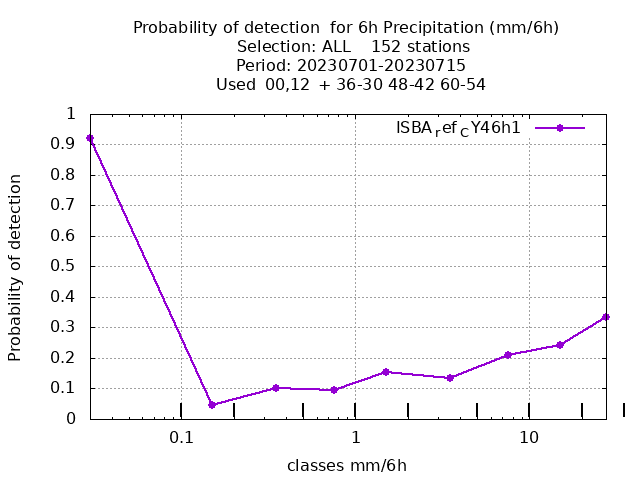 Probability of detection  for 6h Precipitation (mm/6h)
Selection: ALL    152 stations
Period: 20230701-20230715
Used  00,12  + 36-30 48-42 60-54
ISBA_ref_CY46h1
Probability of detection
1
0.9
0.8
0.7
0.6
0.5
0.4
0.3
0.2
0.1
0
0.1 1 10
classes mm/6h